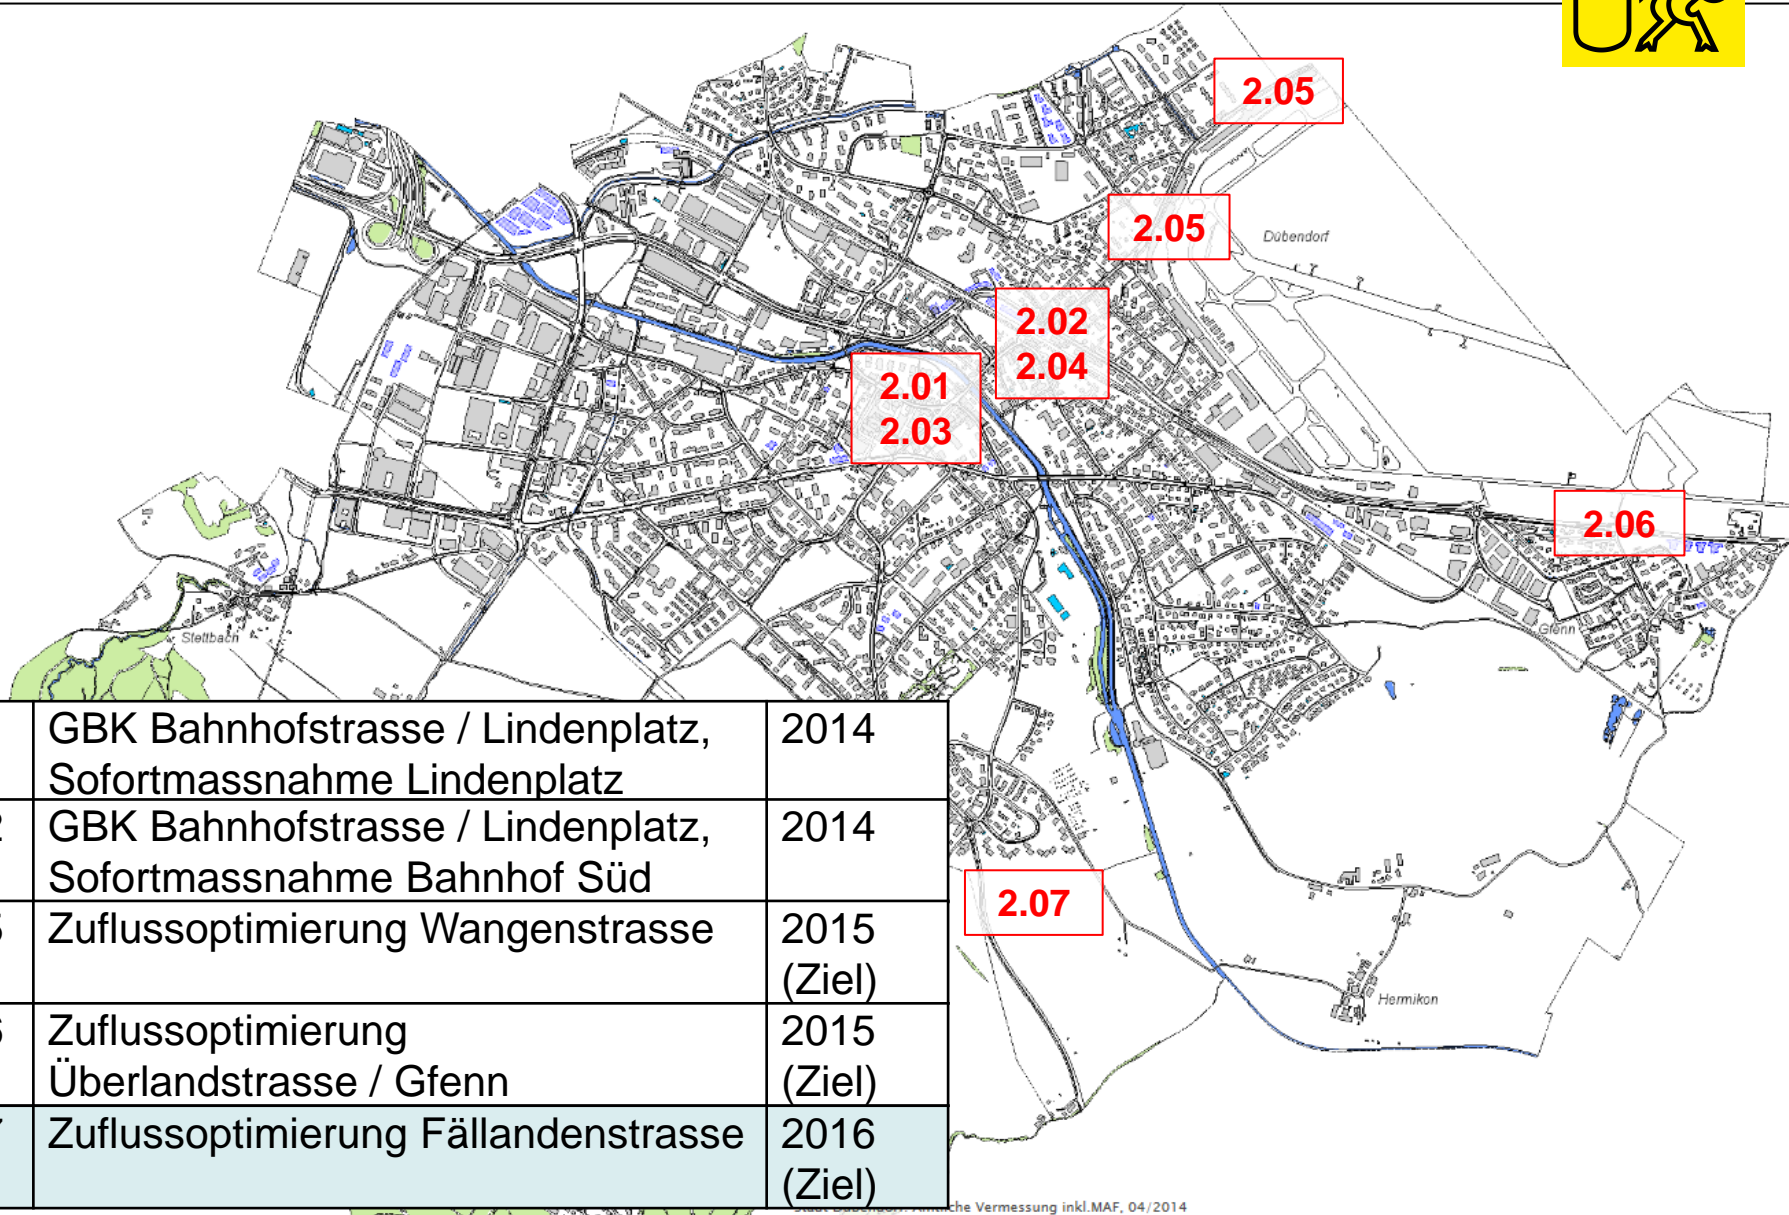 2.05
2.05
Dübendorf
2.02
2.04
2.01
2.03
2.06
Stettbach
Gfenn
GBK Bahnhofstrasse / Lindenplatz, 2014
Sofortmassnahme Lindenplatz
2 GBK Bahnhofstrasse / Lindenplatz, 2014
Sofortmassnahme Bahnhof Süd
2.07
Zuflussoptimierung Wangenstrasse 2015
(Ziel)
Hermikon
Zuflussoptimierung 2015
Überlandstrasse / Gfenn (Ziel)
Zuflussoptimierung Fällandenstrasse 2016
(Ziel)
Vermessung inkl.MAF, 04/2014